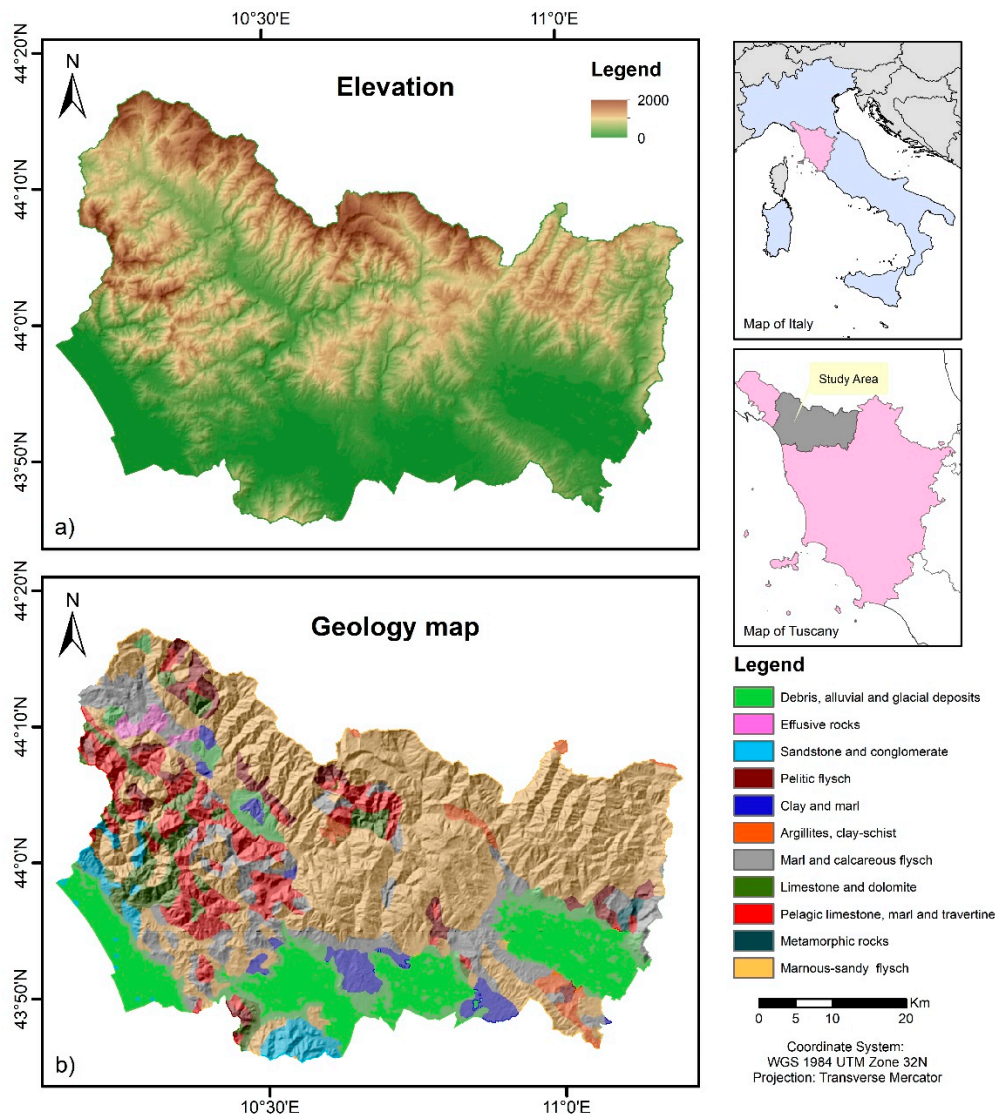 10°30'E
11°0'E
44°20'N
44°10'N
44°0'N
43°50'N
N
Elevation
Legend
2000
0
a)
Map of Italy
Study Area
Map of Tuscany
44°20'N
44°10'N
44°0'N
43°50'N
N
Geology map
b)
10°30'E
11°0'E
Legend
Debris, alluvial and glacial deposits
Effusive rocks
Sandstone and conglomerate
Pelitic flysch
Clay and marl
Argillites, clay-schist
Marl and calcareous flysch
Limestone and dolomite
Pelagic limestone, marl and travertine
Metamorphic rocks
Marnous-sandy flysch
Km
0 5 10 20
Coordinate System:
WGS 1984 UTM Zone 32N
Projection: Transverse Mercator